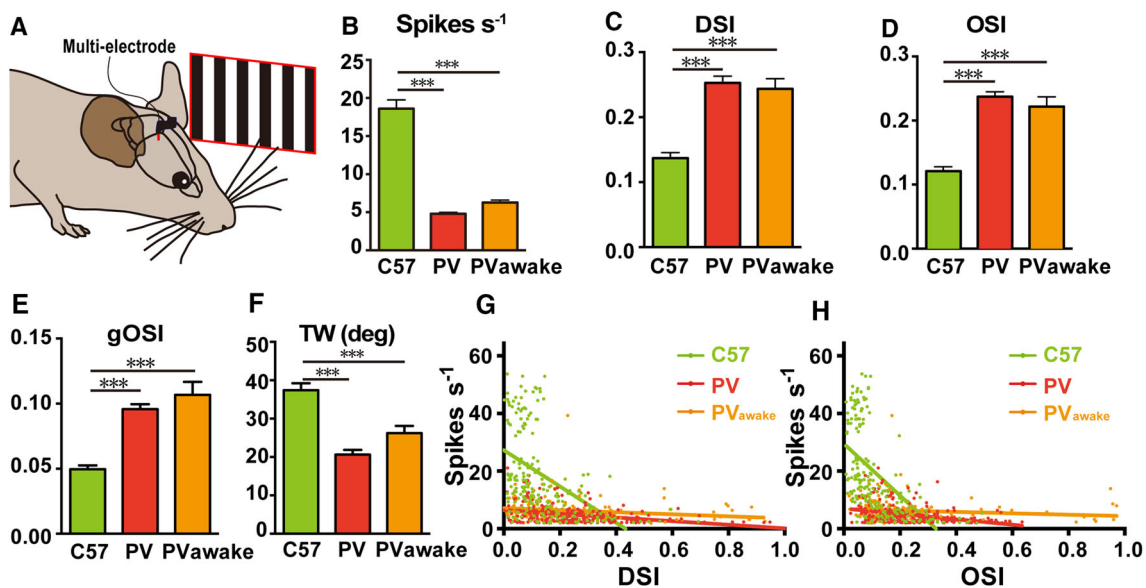 A
Multi-electrode
B
Spikes s⁻¹
***
***
25
20
15
10
5
0
C57 PV PVawake
C
DSI
***
***
0.3
0.2
0.1
0.0
C57 PV PVawake
D
OSI
***
***
0.3
0.2
0.1
0.0
C57 PV PVawake
E
gOSI
***
***
0.15
0.10
0.05
0.00
C57 PV PVawake
F
TW (deg)
***
***
50
40
30
20
10
0
C57 PV PVawake
G
C57
PV
PVawake
Spikes s⁻¹
60
40
20
0
0.0 0.2 0.4 0.6 0.8 1.0
DSI
H
C57
PV
PVawake
Spikes s⁻¹
60
40
20
0
0.0 0.2 0.4 0.6 0.8 1.0
OSI